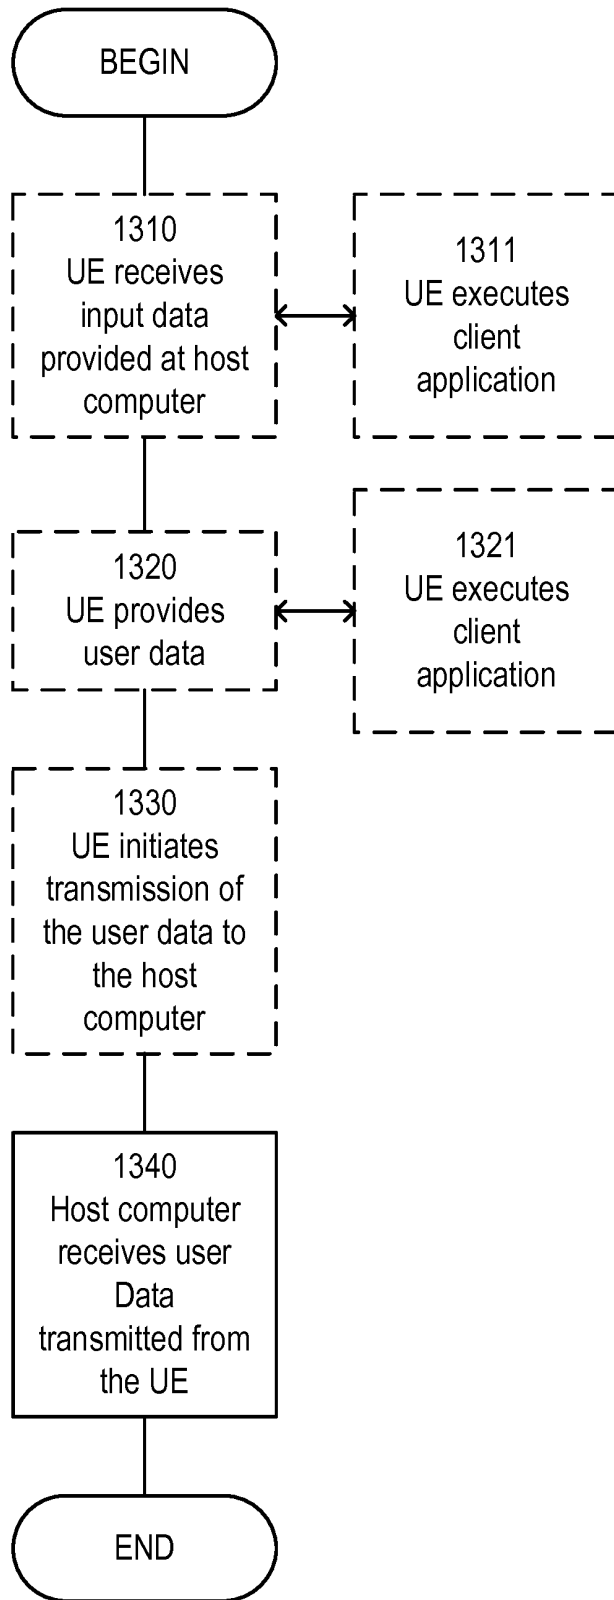 BEGIN
1310
UE receives
input data
provided at host
computer
1311
UE executes
client
application
1320
UE provides
user data
1321
UE executes
client
application
1330
UE initiates
transmission of
the user data to
the host
computer
1340
Host computer
receives user
Data
transmitted from
the UE
END